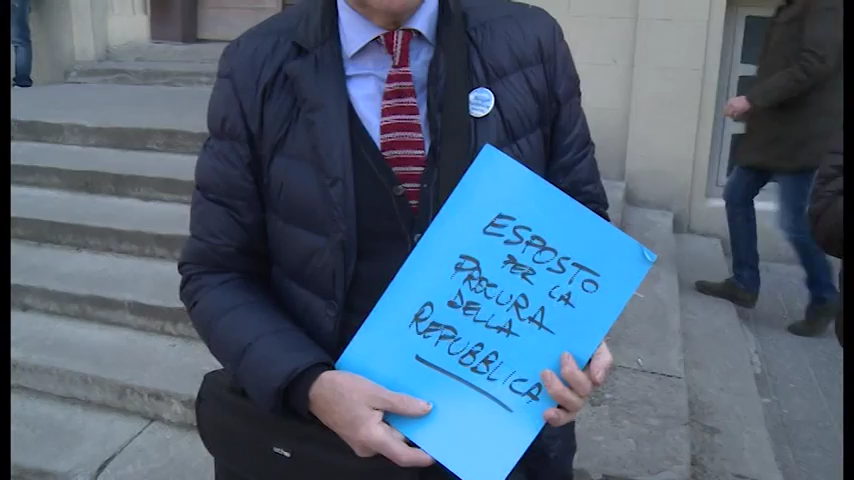 ESPOSTO
PER LA
PROCURA
DELLA
REPUBBLICA